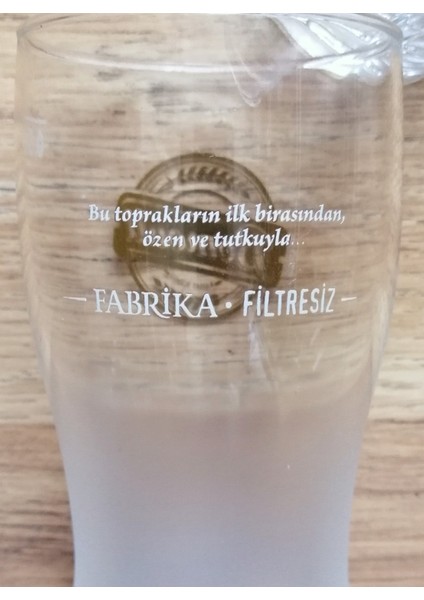 Bu toprakların ilk birasından,
özen ve tutkuyla...
FABRİKA • FİLTRESİZ